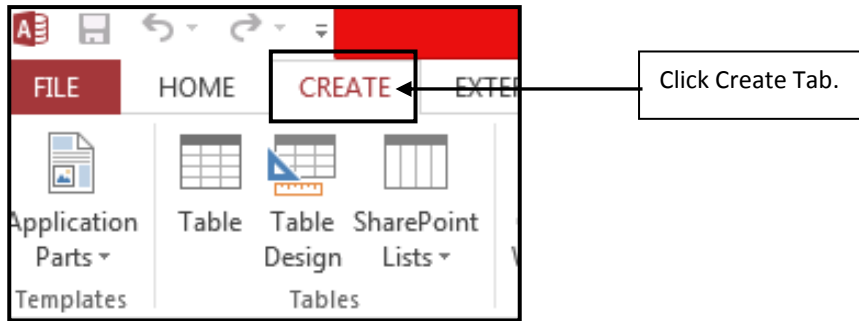 FILE HOME CREATE
Click Create Tab.
Application Table Table SharePoint
Parts Design Lists
Templates Tables